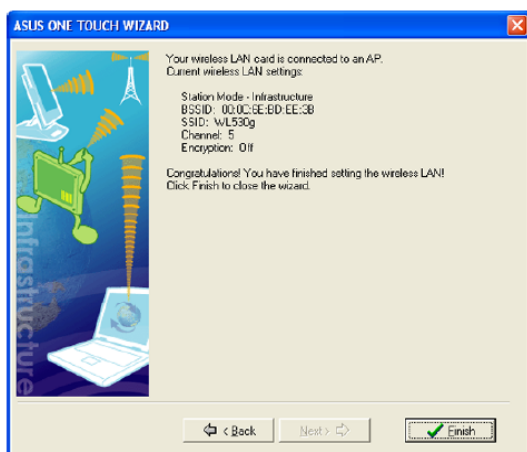 ASUS ONE TOUCH WIZARD
Your wireless LAN card is connected to an AP.
Current wireless LAN settings:
Station Mode - Infrastructure
BSSID: 00:0C:6E:BD:EE:3B
SSID: WL530g
Channel: 5
Encryption: Off
Congratulations! You have finished setting the wireless LAN!
Click Finish to close the wizard.
Infrastructure
< Back
Next >
Finish